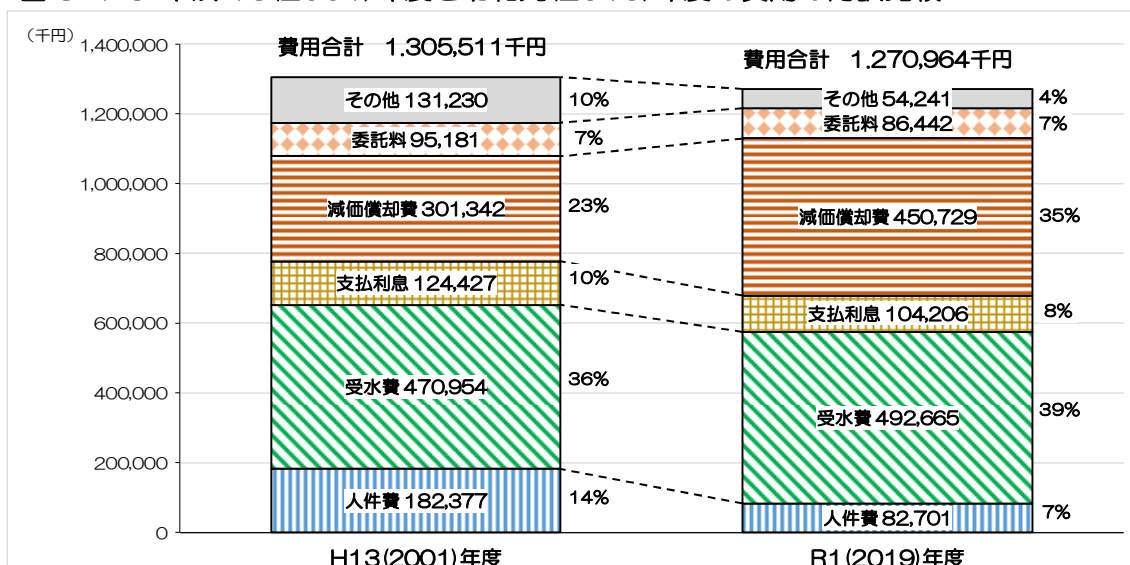 （千円）
1,400,000
1,200,000
1,000,000
800,000
600,000
400,000
200,000
0
費用合計 1.305,511千円
その他 131,230
10%
委託料 95,181
7%
減価償却費 301,342
23%
支払利息 124,427
10%
受水費 470,954
36%
人件費 182,377
14%
H13(2001)年度
費用合計 1.270,964千円
その他 54,241
4%
委託料 86,442
7%
減価償却費 450,729
35%
支払利息 104,206
8%
受水費 492,665
39%
人件費 82,701
7%
R1(2019)年度